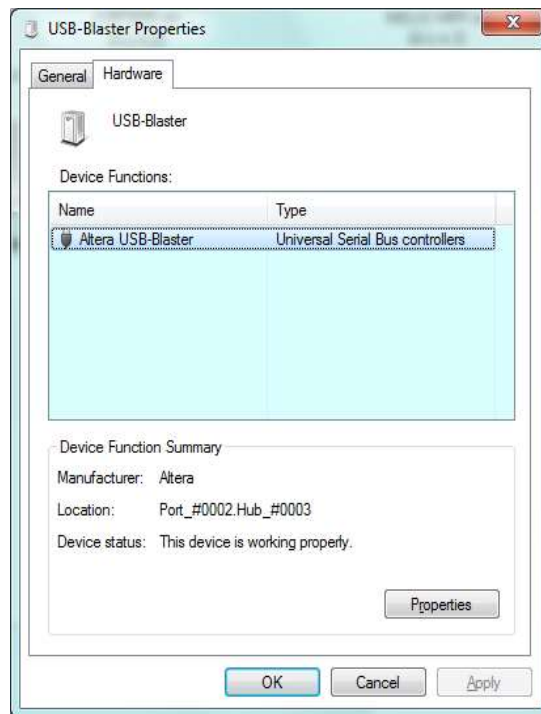 USB-Blaster Properties
General Hardware
USB-Blaster
Device Functions:
Name Type
Altera USB-Blaster Universal Serial Bus controllers
Device Function Summary
Manufacturer: Altera
Location: Port_#0002.Hub_#0003
Device status: This device is working properly.
Properties
OK Cancel Apply